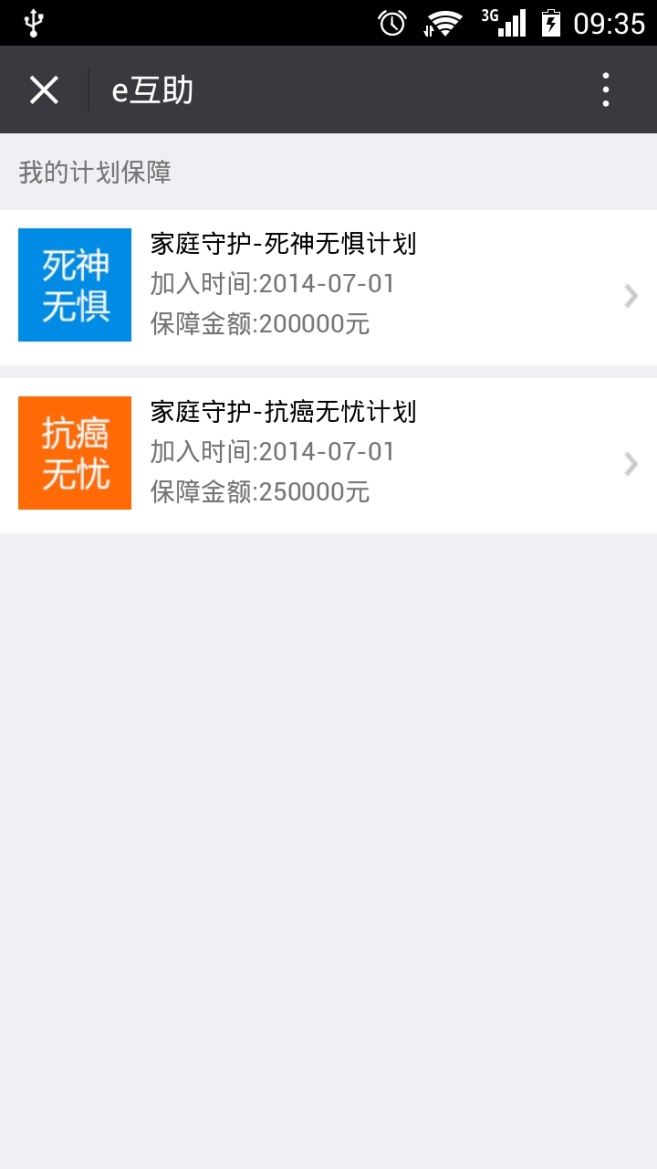 3G 09:35
e互助
我的计划保障
死神
无惧
家庭守护-死神无惧计划
加入时间:2014-07-01
保障金额:200000元
抗癌
无忧
家庭守护-抗癌无忧计划
加入时间:2014-07-01
保障金额:250000元